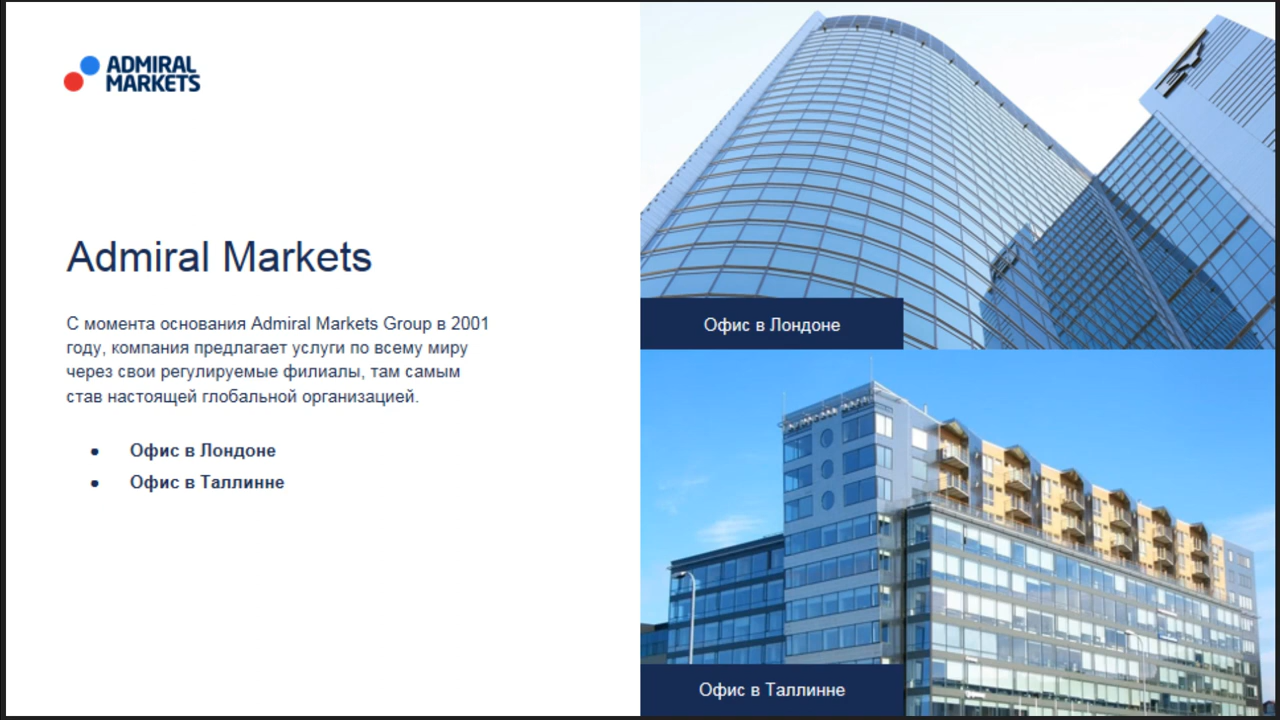 ADMIRAL
MARKETS
Admiral Markets
С момента основания Admiral Markets Group в 2001
году, компания предлагает услуги по всему миру
через свои регулируемые филиалы, там самым
став настоящей глобальной организацией.
• Офис в Лондоне
• Офис в Таллинне
EY
Офис в Лондоне
Офис в Таллинне